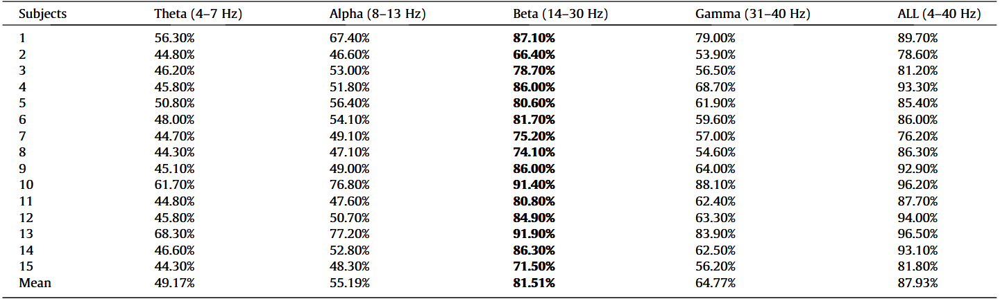 Subjects Theta (4–7 Hz) Alpha (8–13 Hz) Beta (14–30 Hz) Gamma (31–40 Hz) ALL (4–40 Hz)
1 56.30% 67.40% 87.10% 79.00% 89.70%
2 44.80% 46.60% 66.40% 53.90% 78.60%
3 46.20% 53.00% 78.70% 56.50% 81.20%
4 45.80% 51.80% 86.00% 68.70% 93.30%
5 50.80% 56.40% 80.60% 61.90% 85.40%
6 48.00% 54.10% 81.70% 59.60% 86.00%
7 44.70% 49.10% 75.20% 57.00% 76.20%
8 44.30% 47.10% 74.10% 54.60% 86.30%
9 45.10% 49.00% 86.00% 64.00% 92.90%
10 61.70% 76.80% 91.40% 88.10% 96.20%
11 44.80% 47.60% 80.80% 62.40% 87.70%
12 45.80% 50.70% 84.90% 63.30% 94.00%
13 68.30% 77.20% 91.90% 83.90% 96.50%
14 46.60% 52.80% 86.30% 62.50% 93.10%
15 44.30% 48.30% 71.50% 56.20% 81.80%
Mean 49.17% 55.19% 81.51% 64.77% 87.93%